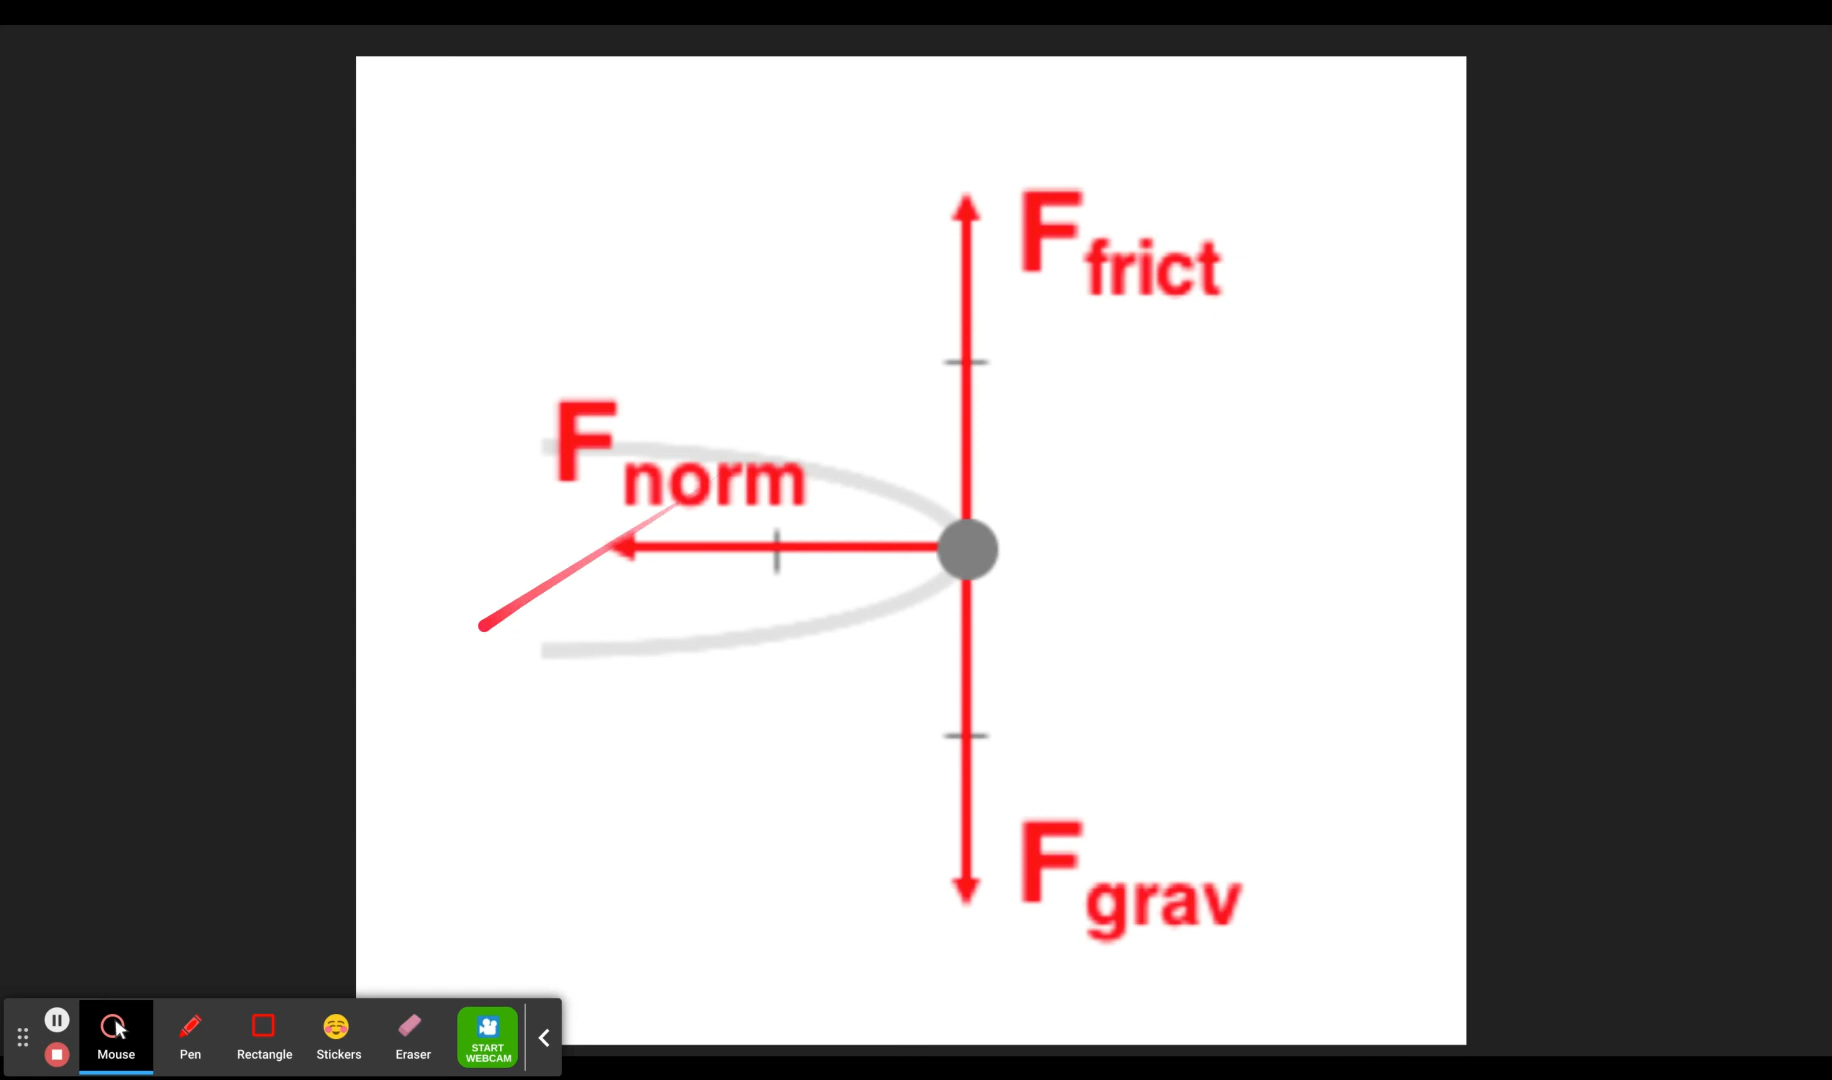 Ffrict
Fnorm
Fgrav
Mouse
Pen
Rectangle
Stickers
Eraser
START
WEBCAM